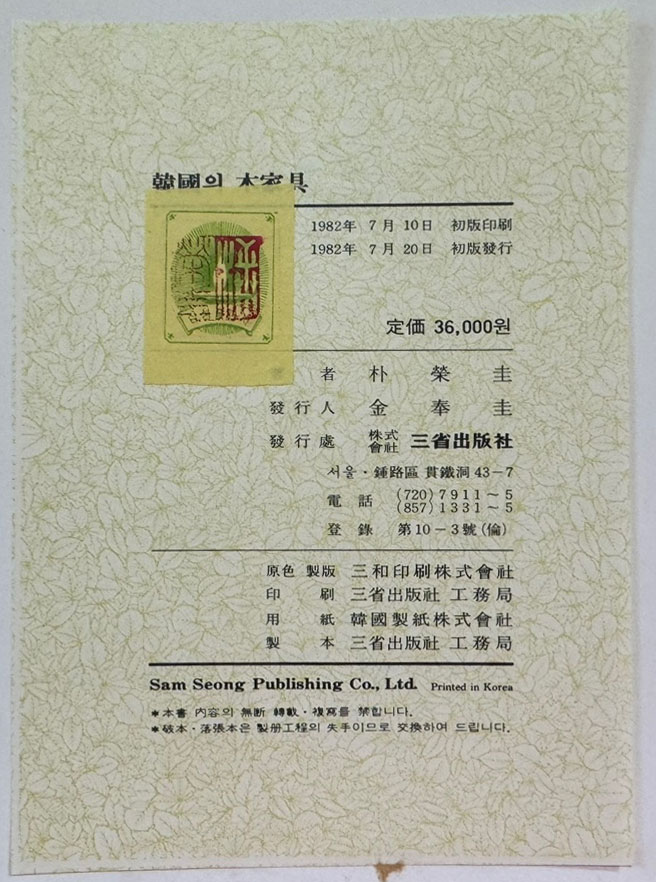 韓國의 木家具
1982年 7月 10日 初版印刷
1982年 7月 20日 初版發行
定価 36,000원
者 朴榮圭
發行人 金奉圭
發行處 株式會社 三省出版社
서울・鍾路區 貫鐵洞 43-7
電話 (720)7911~5
(857)1331~5
登錄 第10-3號(倫)
原色製版 三和印刷株式會社
印刷 三省出版社 工務局
用紙 韓國製紙株式會社
製本 三省出版社 工務局
Sam Seong Publishing Co., Ltd. Printed in Korea
*本書 內容의 無断 轉載・複寫를 禁합니다.
*破本・落張本은 製册工程의 失手이므로 交換하여 드립니다.